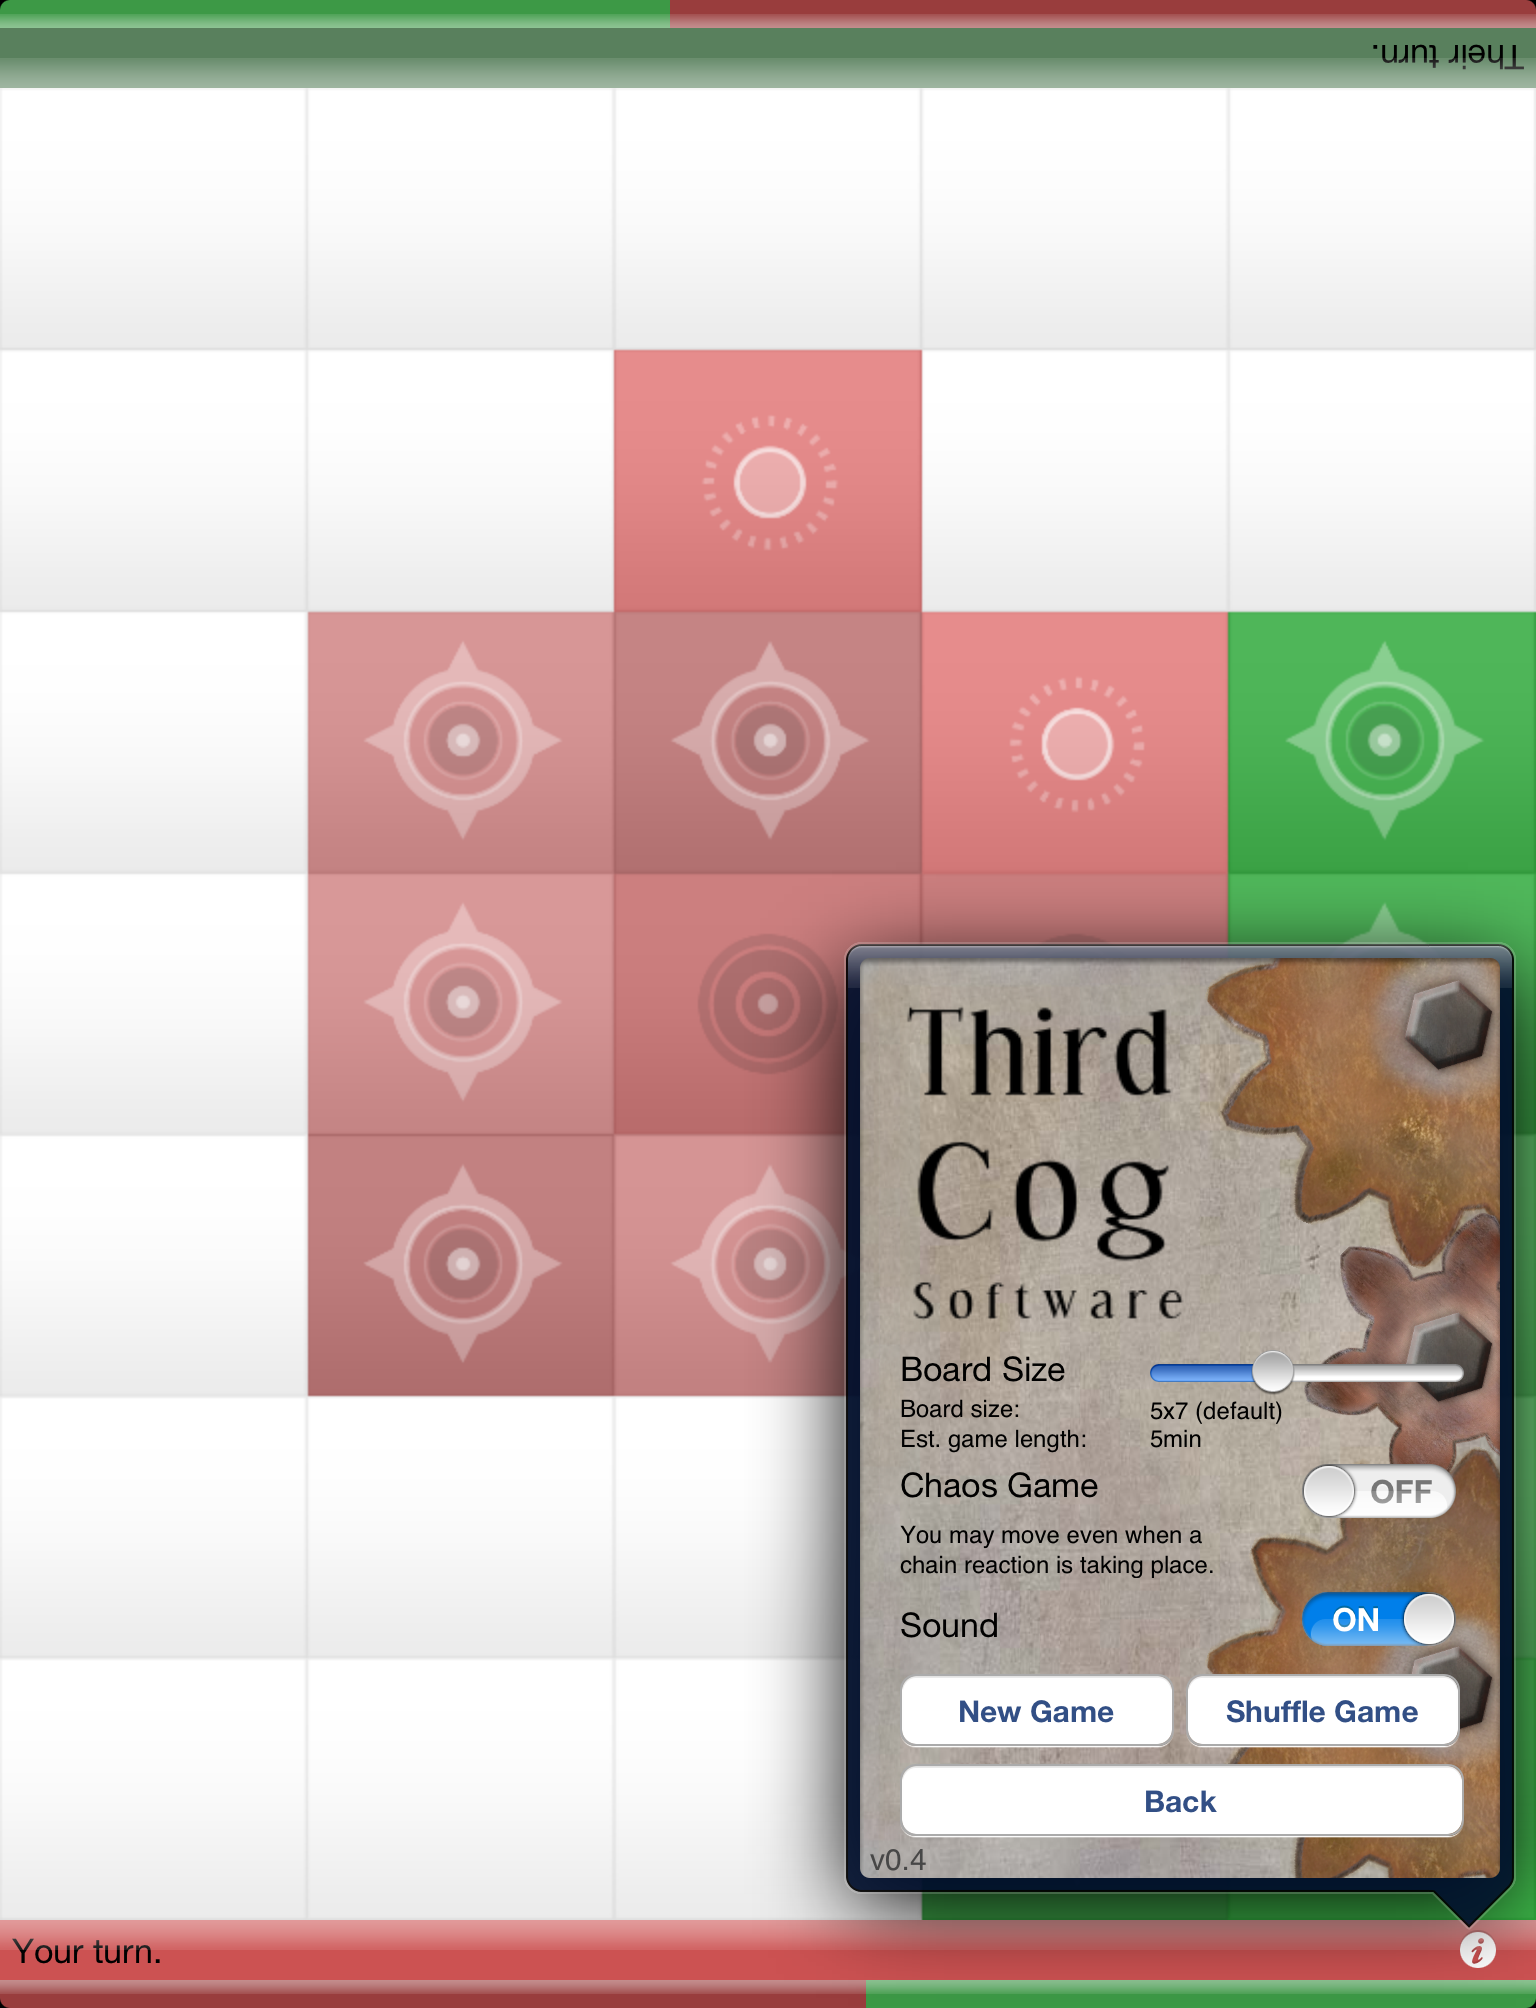 Their turn.
Third
Cog
Software
Board Size
Board size: 5x7 (default)
Est. game length: 5min
Chaos Game OFF
You may move even when a
chain reaction is taking place.
Sound ON
New Game Shuffle Game
Back
v0.4
Your turn. i